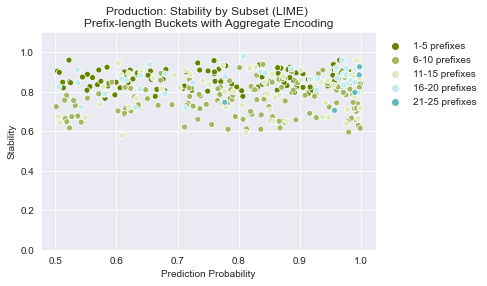 Production: Stability by Subset (LIME)
Prefix-length Buckets with Aggregate Encoding
1-5 prefixes
6-10 prefixes
11-15 prefixes
16-20 prefixes
21-25 prefixes
Stability
1.0
0.8
0.6
0.4
0.2
0.0
0.5 0.6 0.7 0.8 0.9 1.0
Prediction Probability